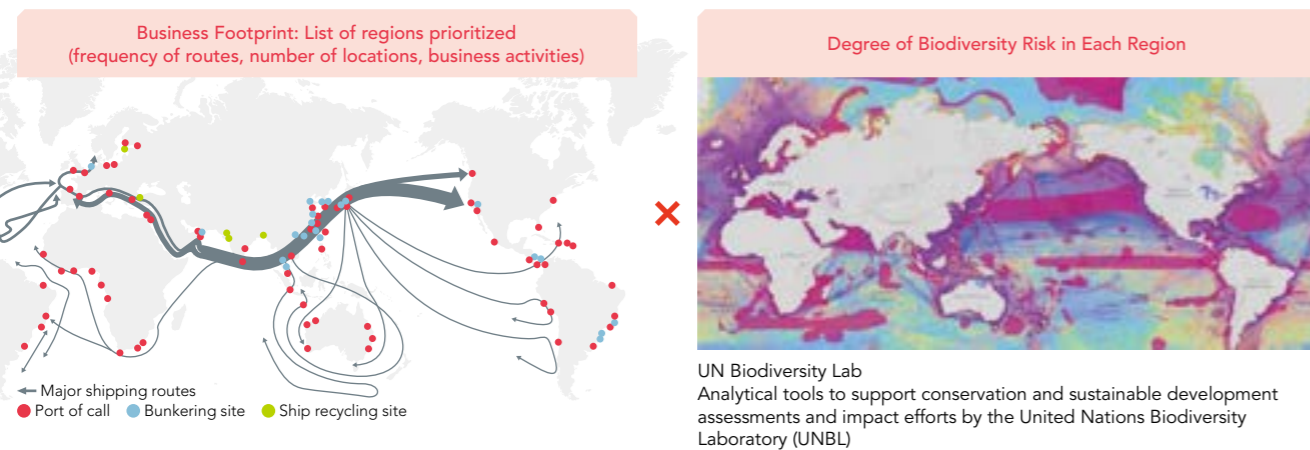 Business Footprint: List of regions prioritized
(frequency of routes, number of locations, business activities)
Degree of Biodiversity Risk in Each Region
Major shipping routes
Port of call
Bunkering site
Ship recycling site
UN Biodiversity Lab
Analytical tools to support conservation and sustainable development
assessments and impact efforts by the United Nations Biodiversity
Laboratory (UNBL)